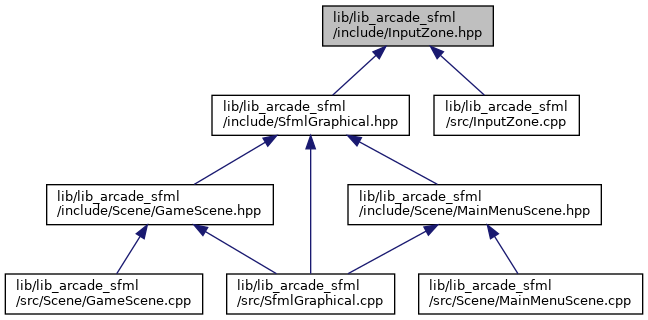 lib/lib_arcade_sfml
/include/InputZone.hpp
lib/lib_arcade_sfml
/include/SfmlGraphical.hpp
lib/lib_arcade_sfml
/src/InputZone.cpp
lib/lib_arcade_sfml
/include/Scene/GameScene.hpp
lib/lib_arcade_sfml
/include/Scene/MainMenuScene.hpp
lib/lib_arcade_sfml
/src/Scene/GameScene.cpp
lib/lib_arcade_sfml
/src/SfmlGraphical.cpp
lib/lib_arcade_sfml
/src/Scene/MainMenuScene.cpp